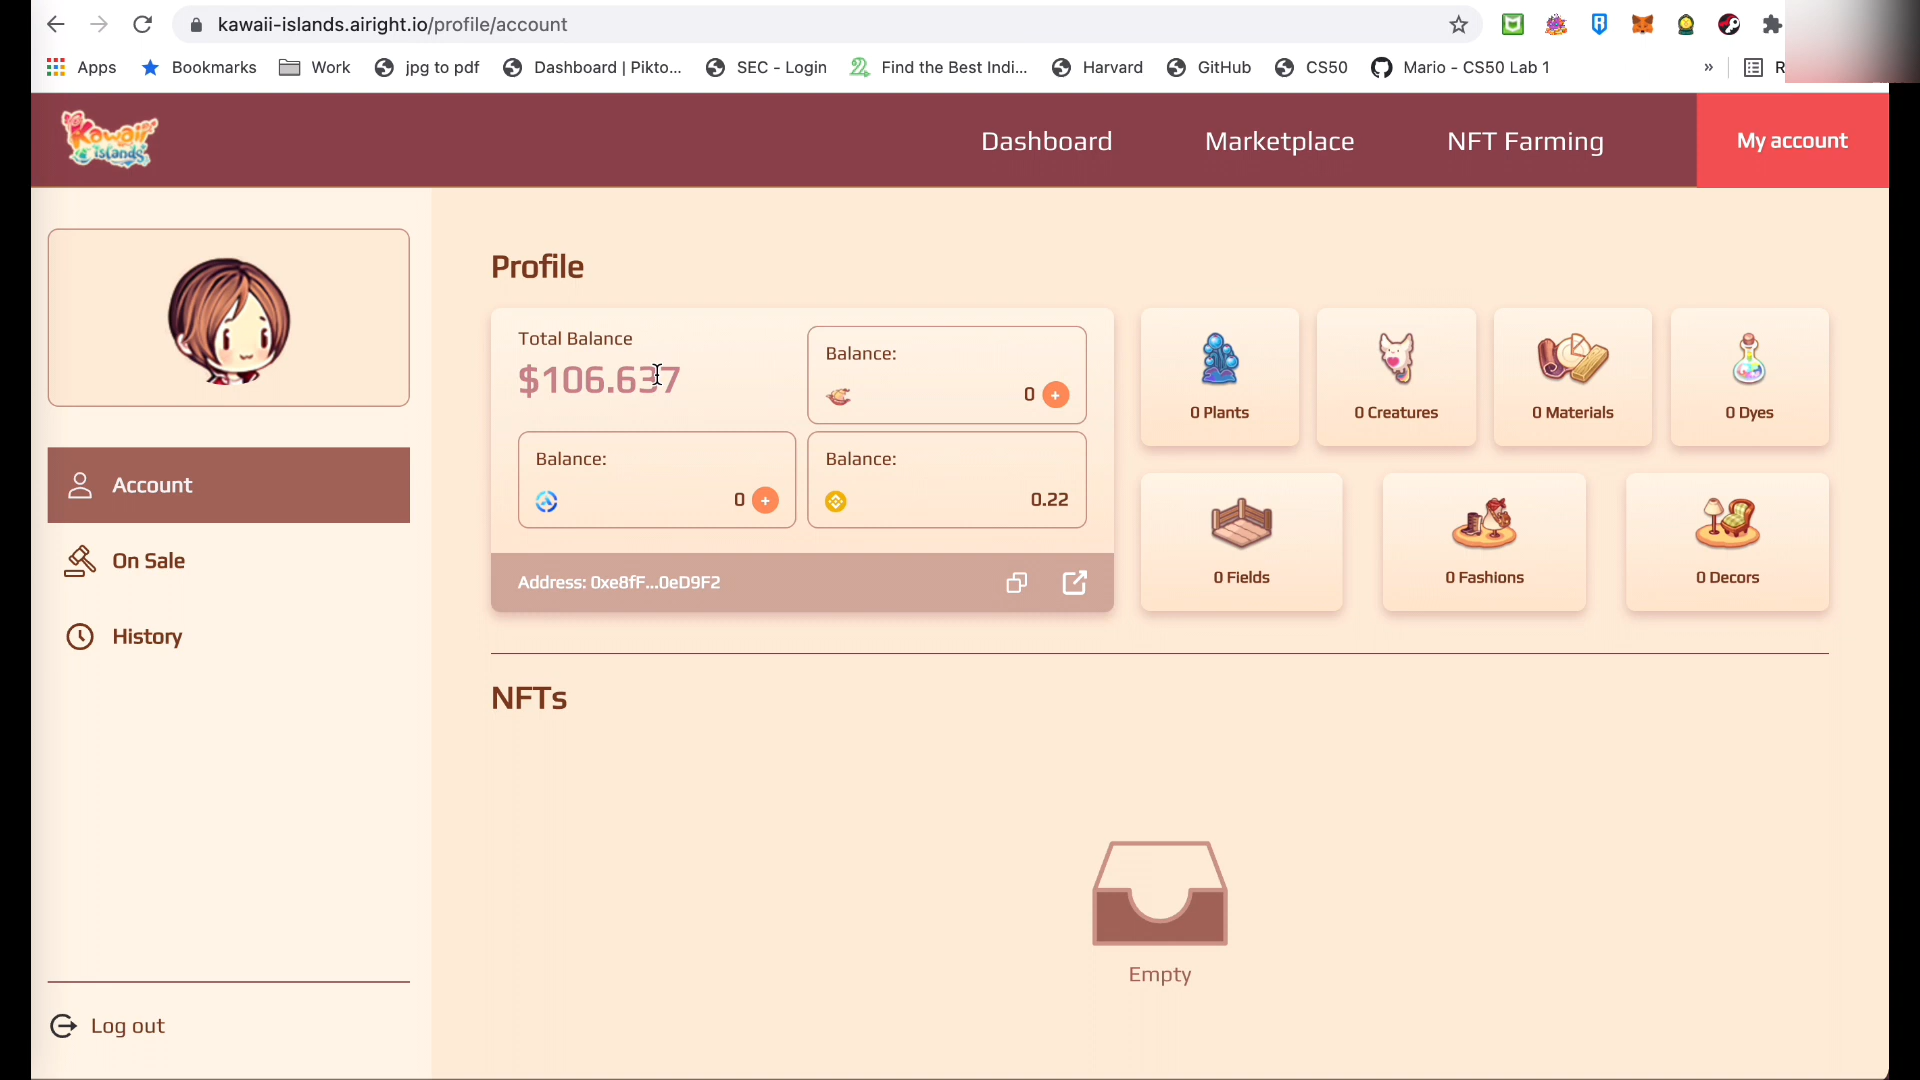 kawaii-islands.airight.io/profile/account
Apps Bookmarks Work jpg to pdf Dashboard | Pikto... SEC - Login Find the Best Indi... Harvard GitHub CS50 Mario - CS50 Lab 1 » R
Kawaii islands
Dashboard Marketplace NFT Farming My account
Account
On Sale
History
Log out
Profile
Total Balance
$106.637
Balance:
0 +
Balance:
0 +
Balance:
0.22
Address: 0xe8fF...0eD9F2
0 Plants
0 Creatures
0 Materials
0 Dyes
0 Fields
0 Fashions
0 Decors
NFTs
Empty